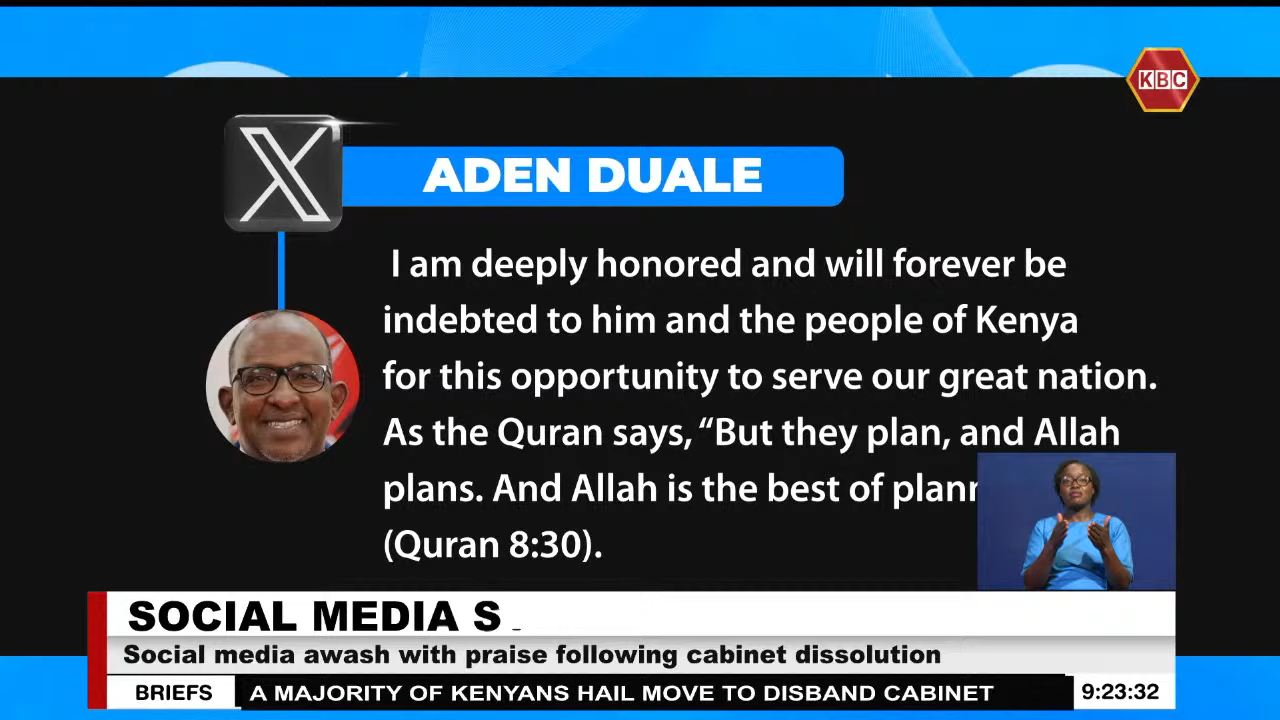 KBC
X
ADEN DUALE
I am deeply honored and will forever be
indebted to him and the people of Kenya
for this opportunity to serve our great nation.
As the Quran says, “But they plan, and Allah
plans. And Allah is the best of
(Quran 8:30).
SOCIAL MEDIA S
Social media awash with praise following cabinet dissolution
BRIEFS A MAJORITY OF KENYANS HAIL MOVE TO DISBAND CABINET 9:23:32